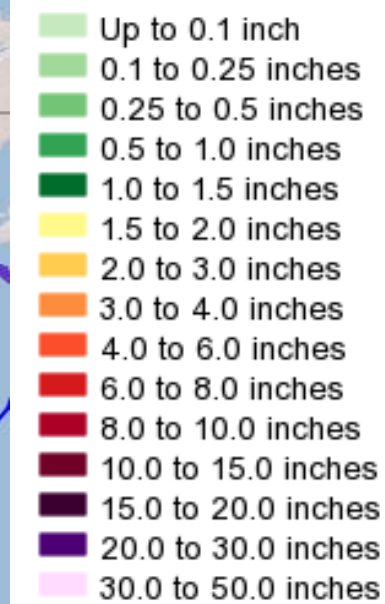 Up to 0.1 inch
0.1 to 0.25 inches
0.25 to 0.5 inches
0.5 to 1.0 inches
1.0 to 1.5 inches
1.5 to 2.0 inches
2.0 to 3.0 inches
3.0 to 4.0 inches
4.0 to 6.0 inches
6.0 to 8.0 inches
8.0 to 10.0 inches
10.0 to 15.0 inches
15.0 to 20.0 inches
20.0 to 30.0 inches
30.0 to 50.0 inches